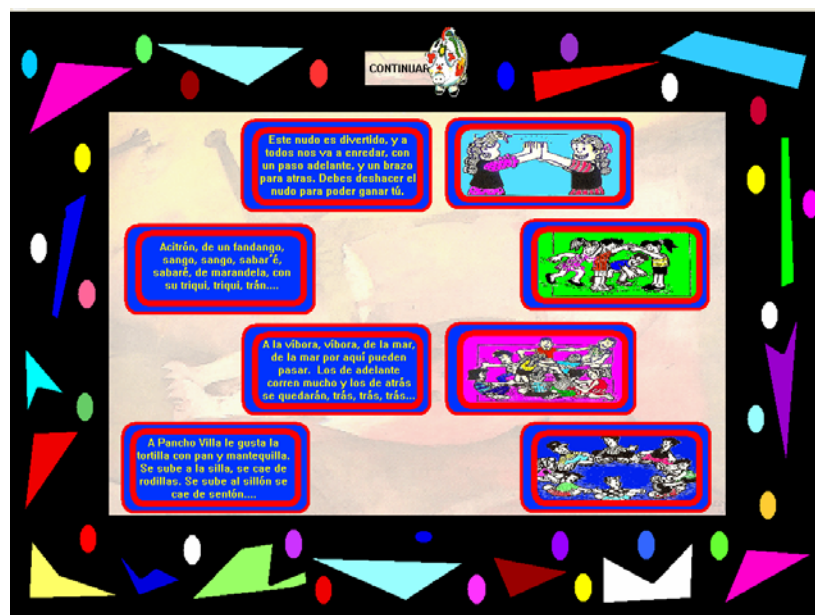 CONTINUAR
Este nudo es divertido, y a
todos nos va a enredar, con
un paso adelante, y un brazo
para atras. Debes deshacer el
nudo para poder ganar tú.
Acitrón, de un fandango,
sango, sango, sabar´é,
sabaré, de marandela, con
su triqui, triqui, trán....
A la víbora, víbora, de la mar,
de la mar por aquí pueden
pasar. Los de adelante
corren mucho y los de atrás
se quedarán, trás, trás, trás...
A Pancho Villa le gusta la
tortilla con pan y mantequilla.
Se sube a la silla, se cae de
rodillas. Se sube al sillón se
cae de sentón....